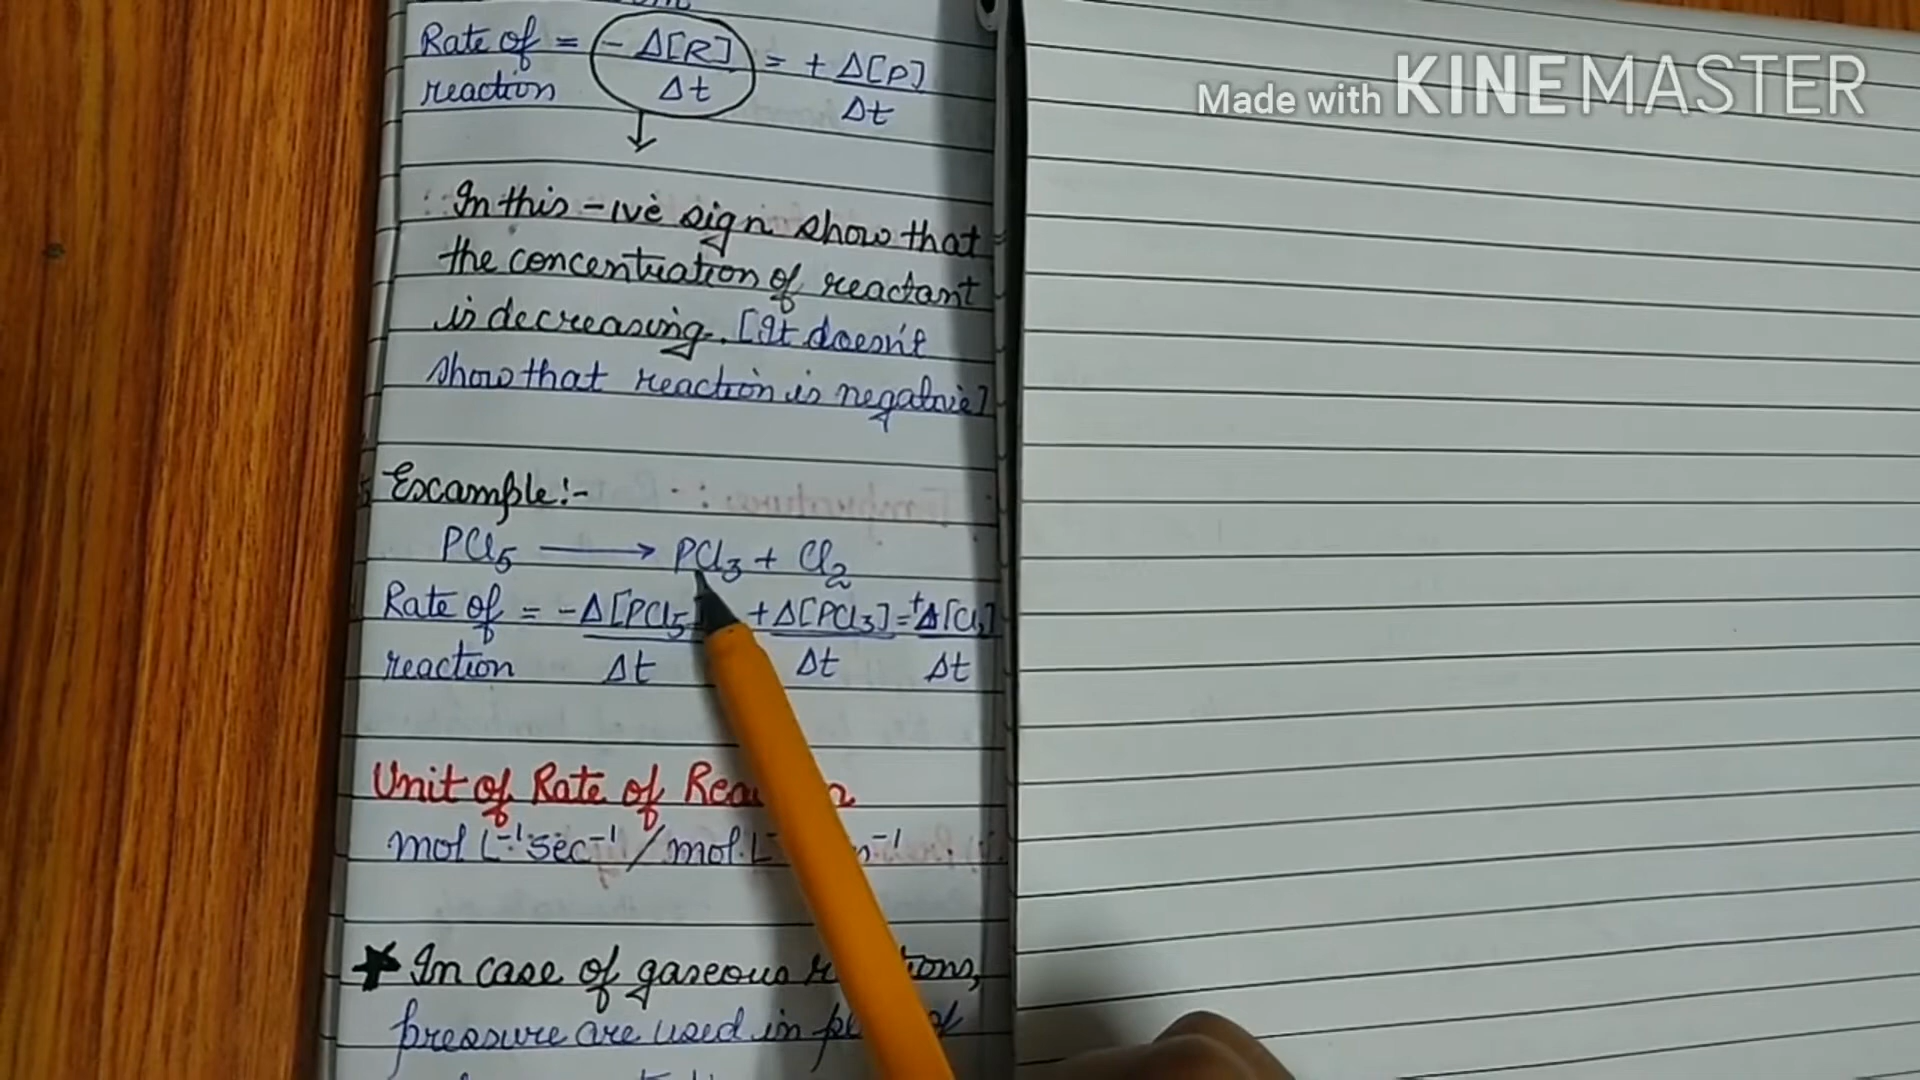 Rate of = - Δ[R] = + Δ[P]
reaction Δt Δt
In this -ive sign show that
the concentration of reactant
is decreasing. [It doesn't
show that reaction is negative]
Example:-
PCl5 → PCl3 + Cl2
Rate of = - Δ[PCl5 + Δ[PCl3] = + Δ[Cl2]
reaction Δt Δt Δt
Unit of Rate of
mol L⁻¹ sec⁻¹ / mol. L⁻
In case of gaseous
pressure are used in of
Made with KINEMASTER